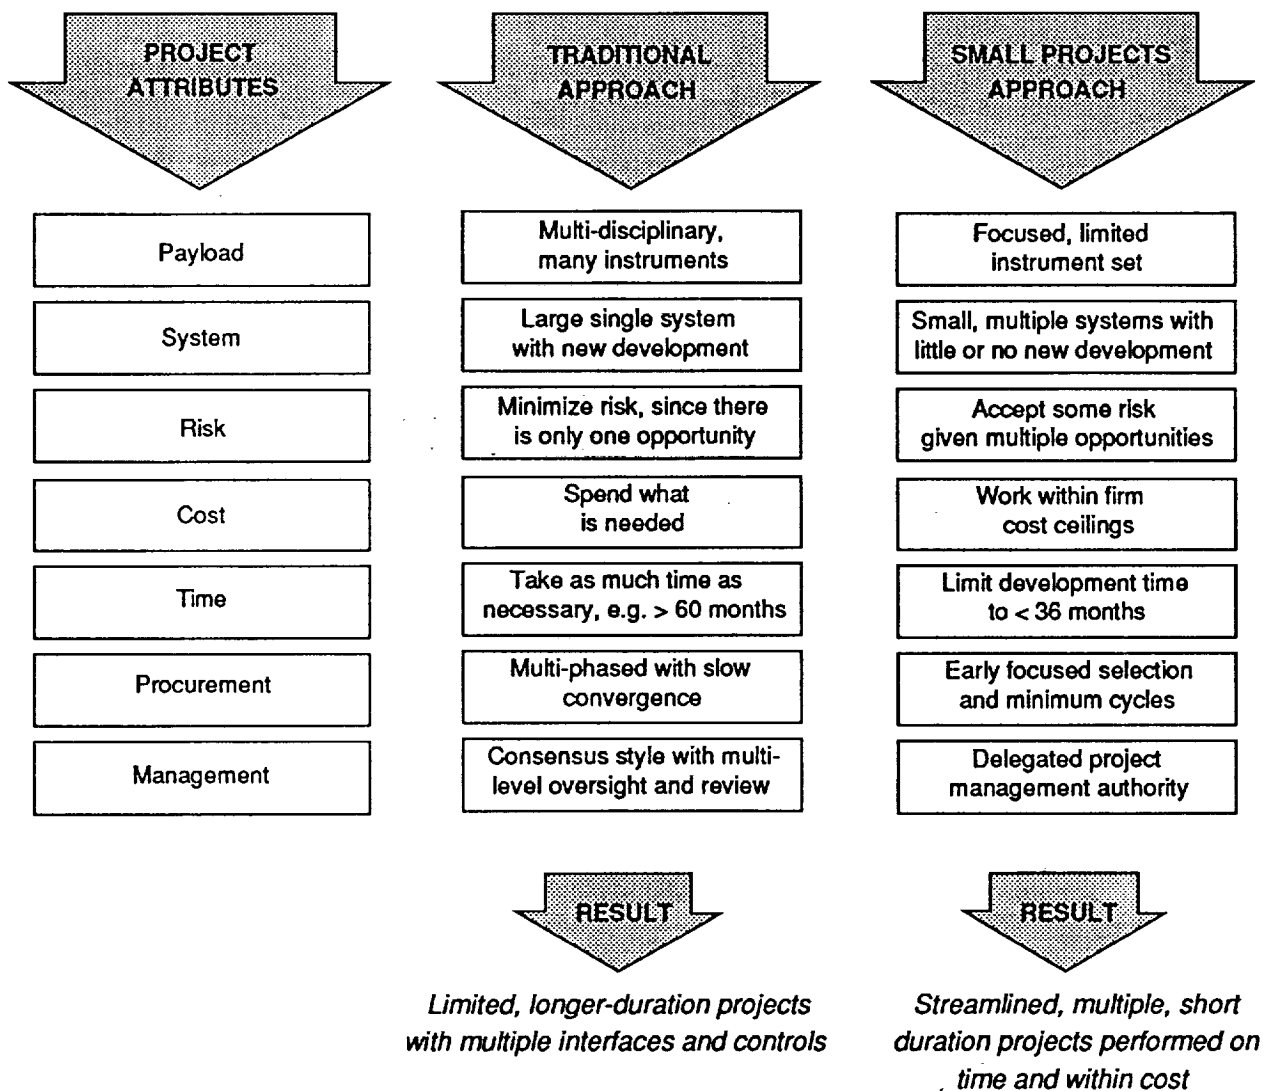 PROJECT
ATTRIBUTES
TRADITIONAL
APPROACH
SMALL PROJECTS
APPROACH
Payload
Multi-disciplinary,
many instruments
Focused, limited
instrument set
System
Large single system
with new development
Small, multiple systems with
little or no new development
Risk
Minimize risk, since there
is only one opportunity
Accept some risk
given multiple opportunities
Cost
Spend what
is needed
Work within firm
cost ceilings
Time
Take as much time as
necessary, e.g. > 60 months
Limit development time
to < 36 months
Procurement
Multi-phased with slow
convergence
Early focused selection
and minimum cycles
Management
Consensus style with multi-
level oversight and review
Delegated project
management authority
RESULT
Limited, longer-duration projects
with multiple interfaces and controls
RESULT
Streamlined, multiple, short
duration projects performed on
time and within cost